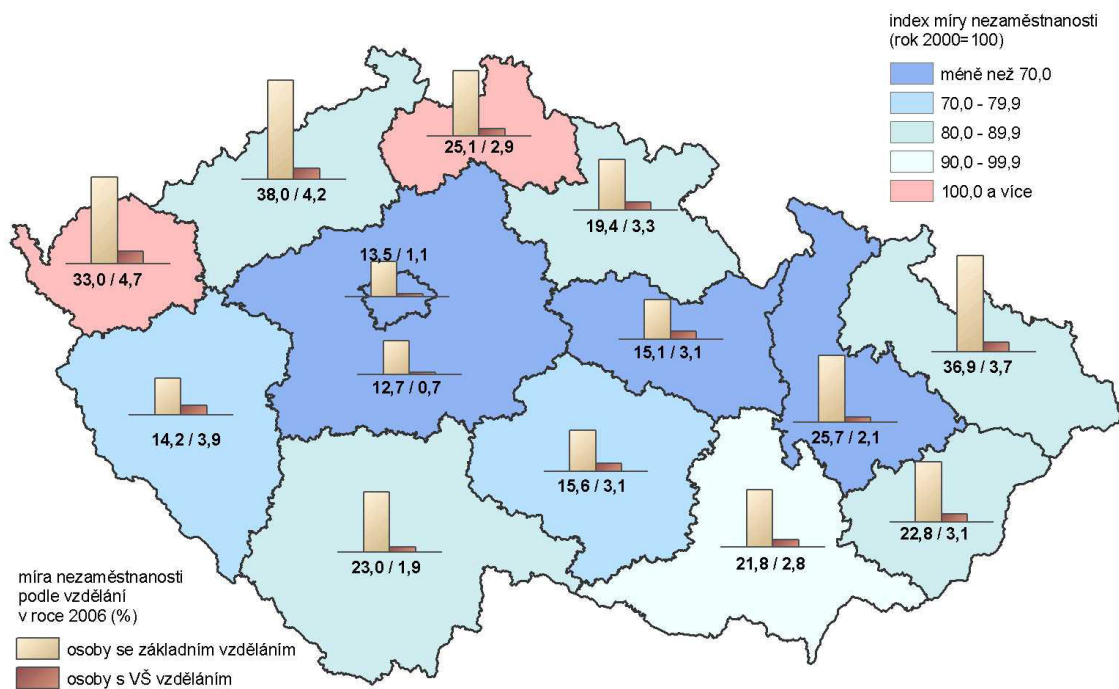 index míry nezaměstnanosti
(rok 2000=100)
méně než 70,0
70,0 - 79,9
80,0 - 89,9
90,0 - 99,9
100,0 a více
25,1 / 2,9
38,0 / 4,2
19,4 / 3,3
33,0 / 4,7
13,5 / 1,1
15,1 / 3,1
36,9 / 3,7
12,7 / 0,7
14,2 / 3,9
25,7 / 2,1
15,6 / 3,1
22,8 / 3,1
23,0 / 1,9
21,8 / 2,8
míra nezaměstnanosti
podle vzdělání
v roce 2006 (%)
osoby se základním vzděláním
osoby s VŠ vzděláním